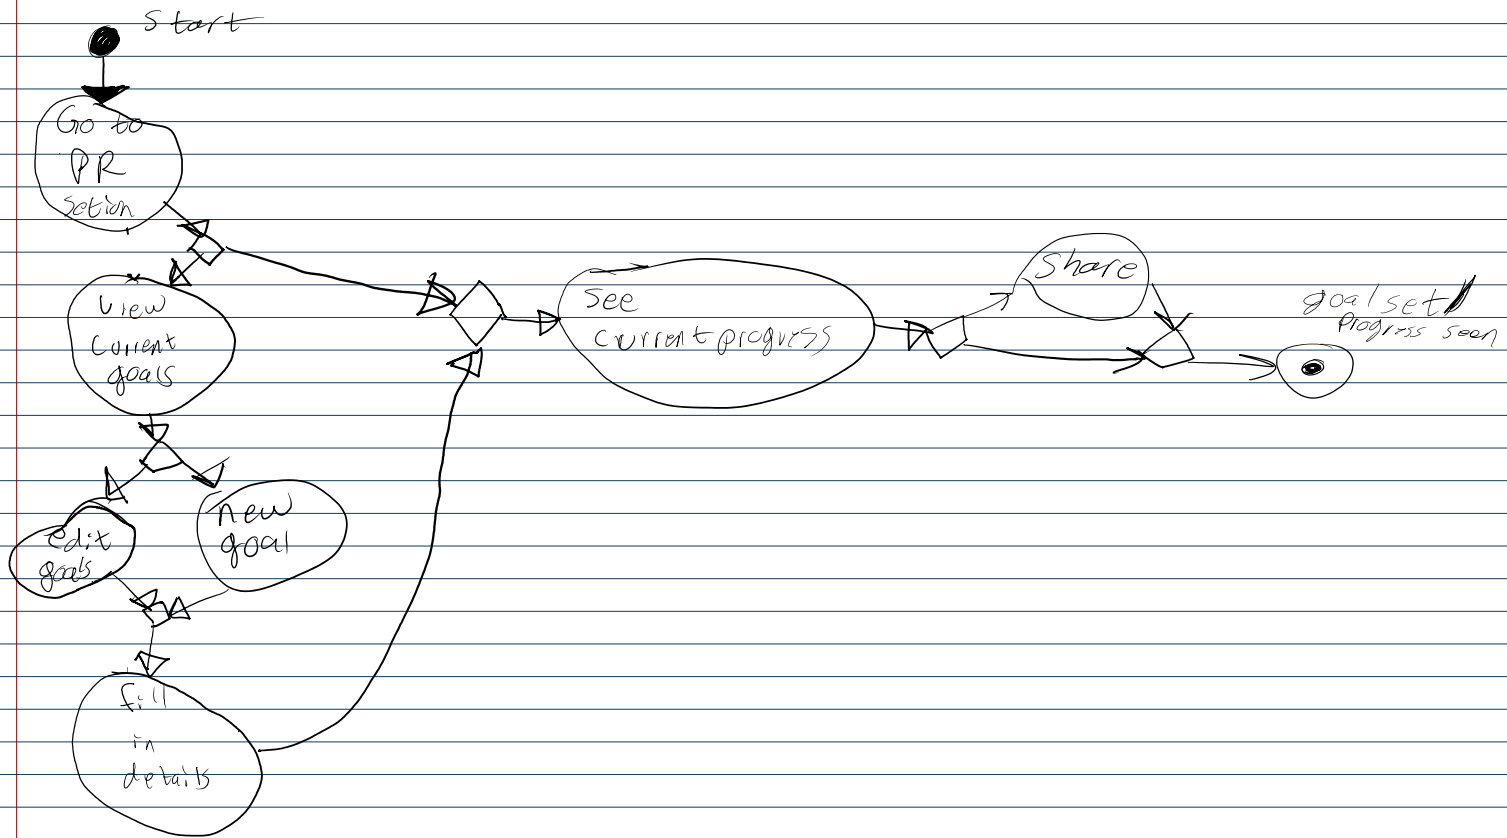 Start
Go to
PR
Setion
View
Current
goals
edit
goals
new
goal
fill
in
details
See
Current progress
Share
goal set/
Progress seen